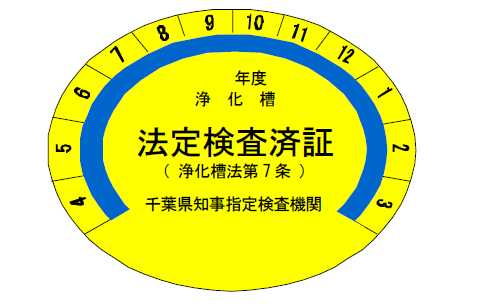 4 5 6 7 8 9 10 11 12 1 2 3
年度
浄 化 槽
法定検査済証
( 浄化槽法第7条 )
千葉県知事指定検査機関